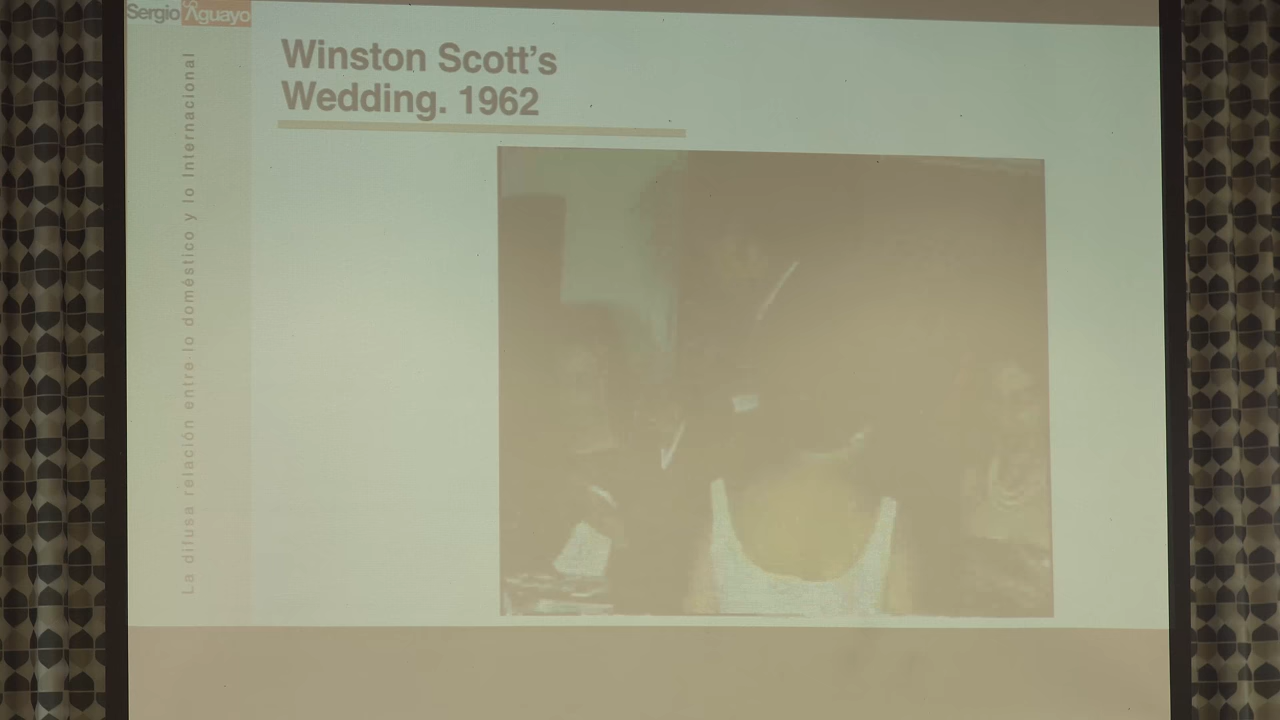 Sergio Aguayo
Winston Scott's
Wedding. 1962
La difusa relación entre lo doméstico y lo Internacional